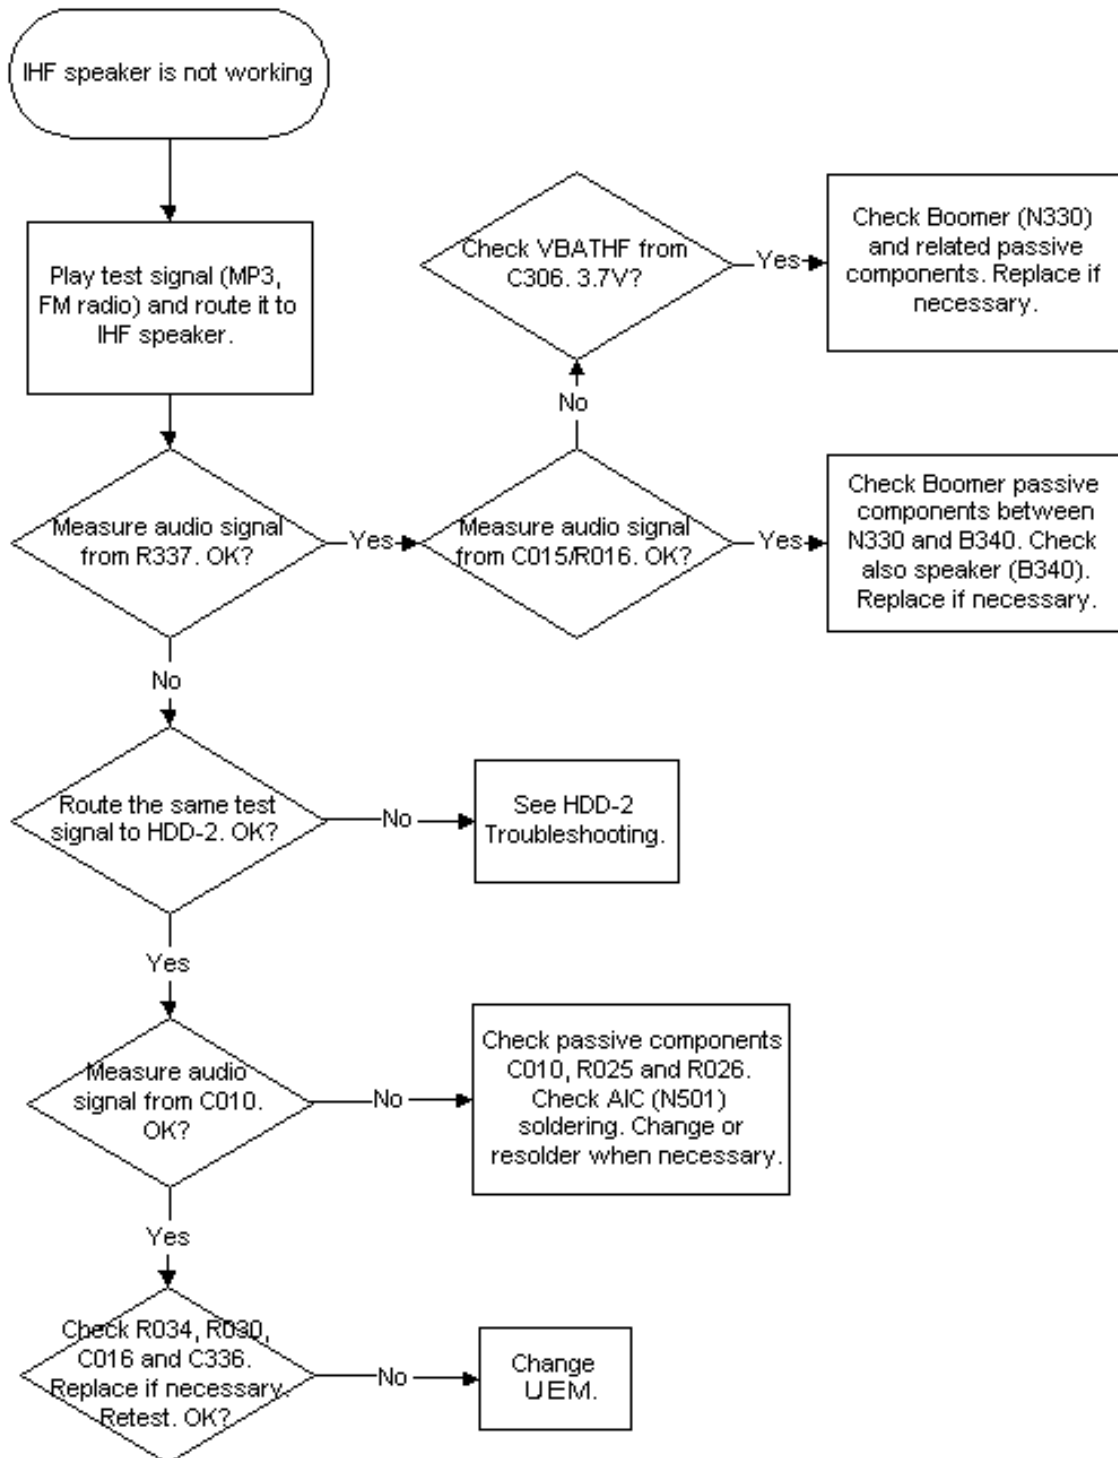 IHF speaker is not working
Play test signal (MP3,
FM radio) and route it to
IHF speaker.
Check VBATHF from
C306. 3.7V?
Yes
Check Boomer (N330)
and related passive
components. Replace if
necessary.
No
Measure audio signal
from R337. OK?
Yes
Measure audio signal
from C015/R016. OK?
Yes
Check Boomer passive
components between
N330 and B340. Check
also speaker (B340).
Replace if necessary.
No
Route the same test
signal to HDD-2. OK?
No
See HDD-2
Troubleshooting.
Yes
Measure audio
signal from C010.
OK?
No
Check passive components
C010, R025 and R026.
Check AIC (N501)
soldering. Change or
resolder when necessary.
Yes
Check R034, R030,
C016 and C336.
Replace if necessary.
Retest. OK?
No
Change
UEM.